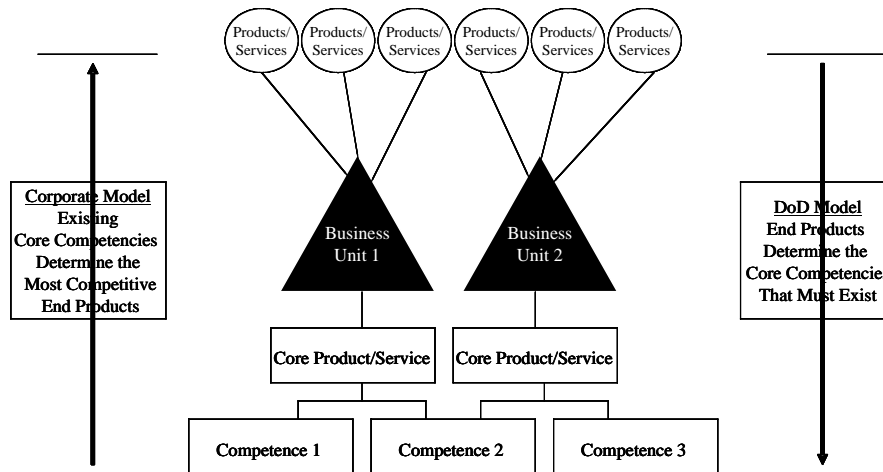 Products/
Services
Products/
Services
Products/
Services
Products/
Services
Products/
Services
Products/
Services
Corporate Model
Existing
Core Competencies
Determine the
Most Competitive
End Products
Business
Unit 1
Business
Unit 2
DoD Model
End Products
Determine the
Core Competencie
That Must Exist
Core Product/Service
Core Product/Service
Competence 1
Competence 2
Competence 3